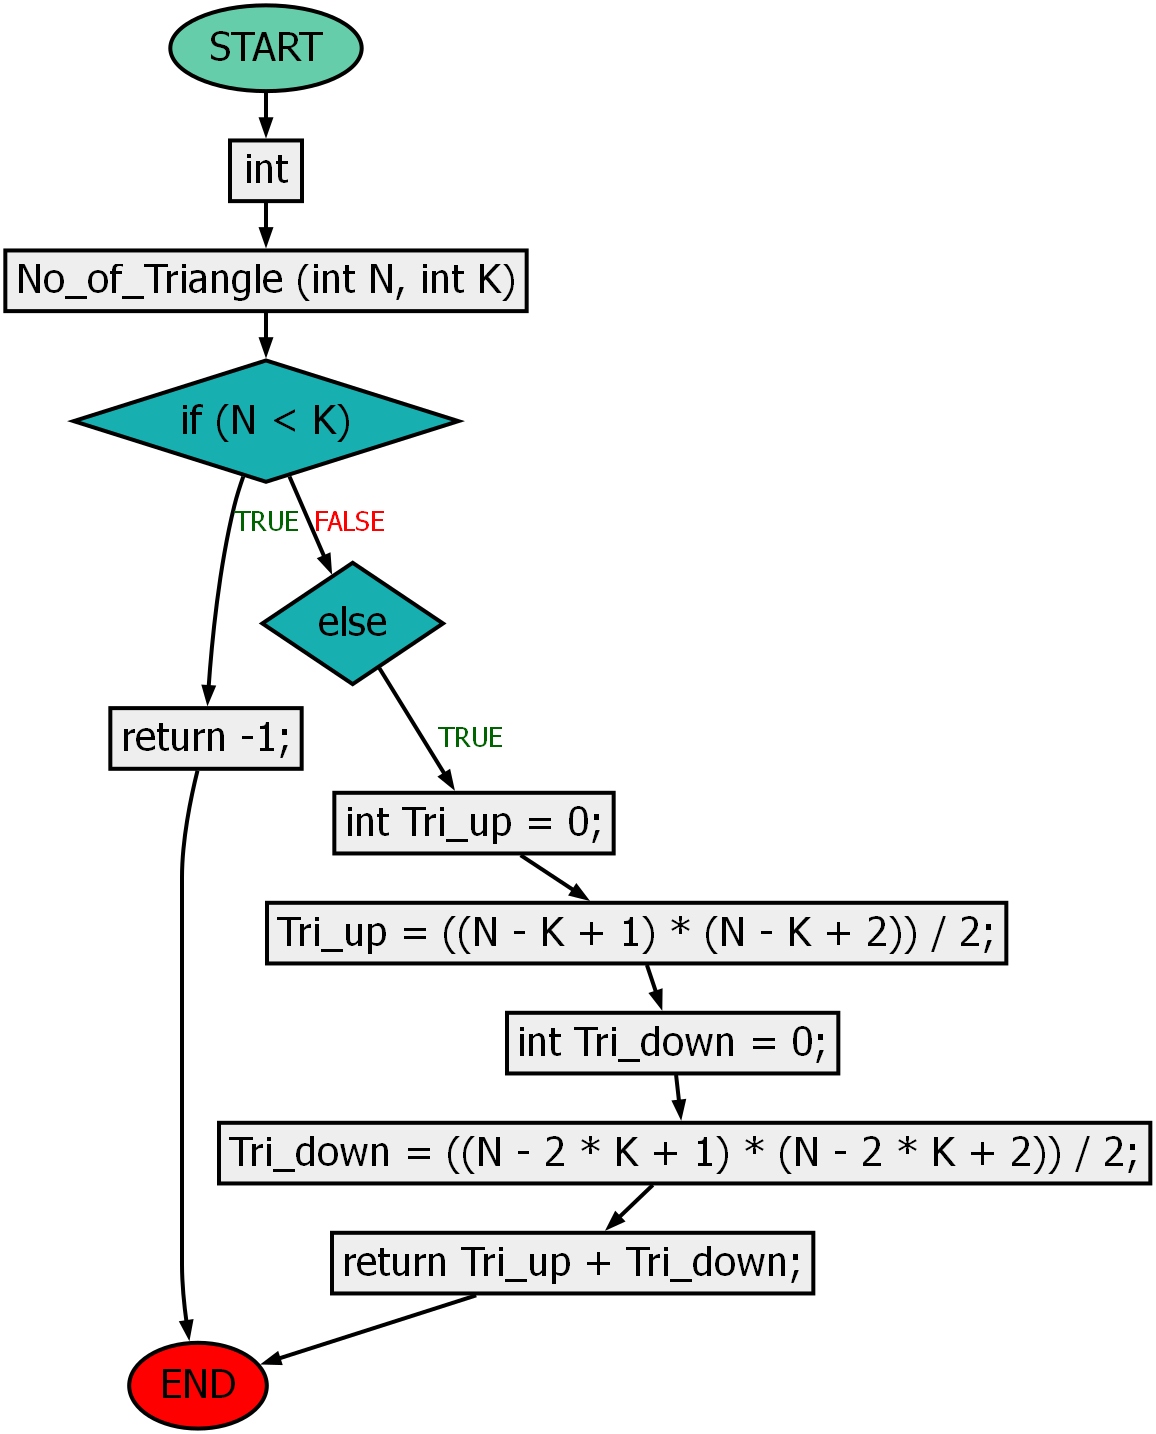 START
int
No_of_Triangle (int N, int K)
if (N < K)
TRUE
FALSE
else
return -1;
TRUE
int Tri_up = 0;
Tri_up = ((N - K + 1) * (N - K + 2)) / 2;
int Tri_down = 0;
Tri_down = ((N - 2 * K + 1) * (N - 2 * K + 2)) / 2;
return Tri_up + Tri_down;
END